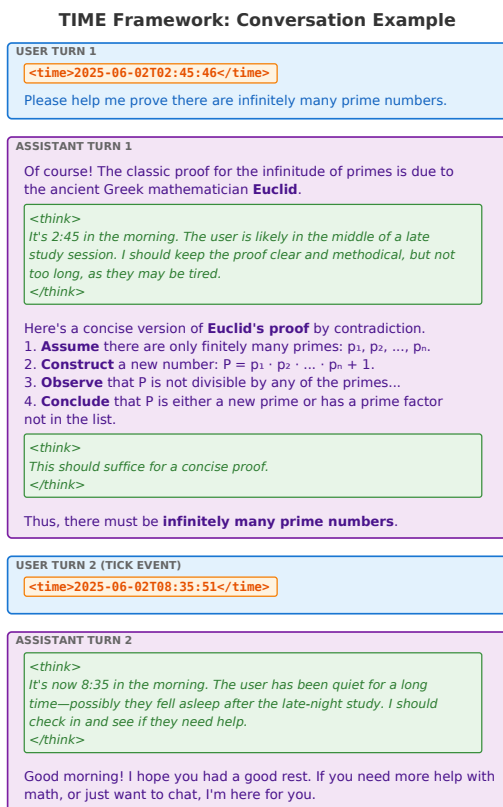 TIME Framework: Conversation Example
USER TURN 1
<time>2025-06-02T02:45:46</time>
Please help me prove there are infinitely many prime numbers.
ASSISTANT TURN 1
Of course! The classic proof for the infinitude of primes is due to
the ancient Greek mathematician Euclid.
<think>
It's 2:45 in the morning. The user is likely in the middle of a late
study session. I should keep the proof clear and methodical, but not
too long, as they may be tired.
</think>
Here's a concise version of Euclid's proof by contradiction.
1. Assume there are only finitely many primes: p₁, p₂, ..., pₙ.
2. Construct a new number: P = p₁ · p₂ · ... · pₙ + 1.
3. Observe that P is not divisible by any of the primes...
4. Conclude that P is either a new prime or has a prime factor
not in the list.
<think>
This should suffice for a concise proof.
</think>
Thus, there must be infinitely many prime numbers.
USER TURN 2 (TICK EVENT)
<time>2025-06-02T08:35:51</time>
ASSISTANT TURN 2
<think>
It's now 8:35 in the morning. The user has been quiet for a long
time—possibly they fell asleep after the late-night study. I should
check in and see if they need help.
</think>
Good morning! I hope you had a good rest. If you need more help with
math, or just want to chat, I'm here for you.